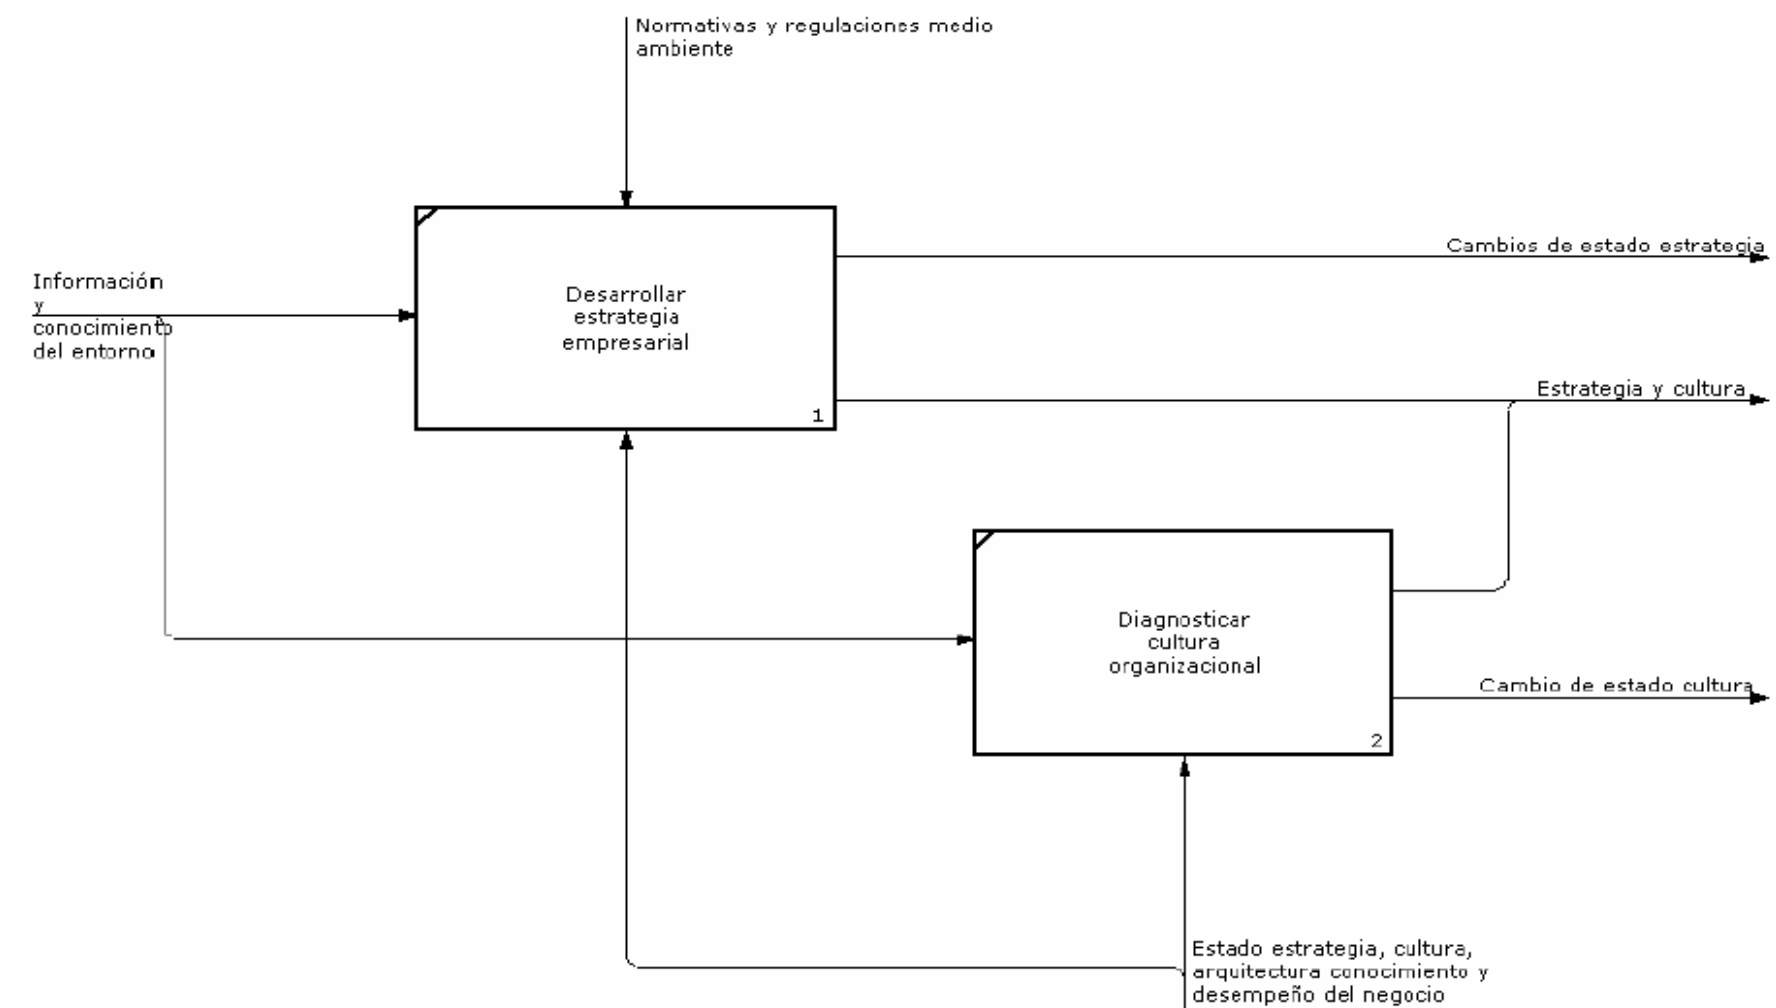 Normativas y regulaciones medio
ambiente
Cambios de estado estrategia
Información
y
conocimiento
del entorno
Desarrollar
estrategia
empresarial
1
Estrategia y cultura
Diagnosticar
cultura
organizacional
2
Cambio de estado cultura
Estado estrategia, cultura,
arquitectura conocimiento y
desempeño del negocio